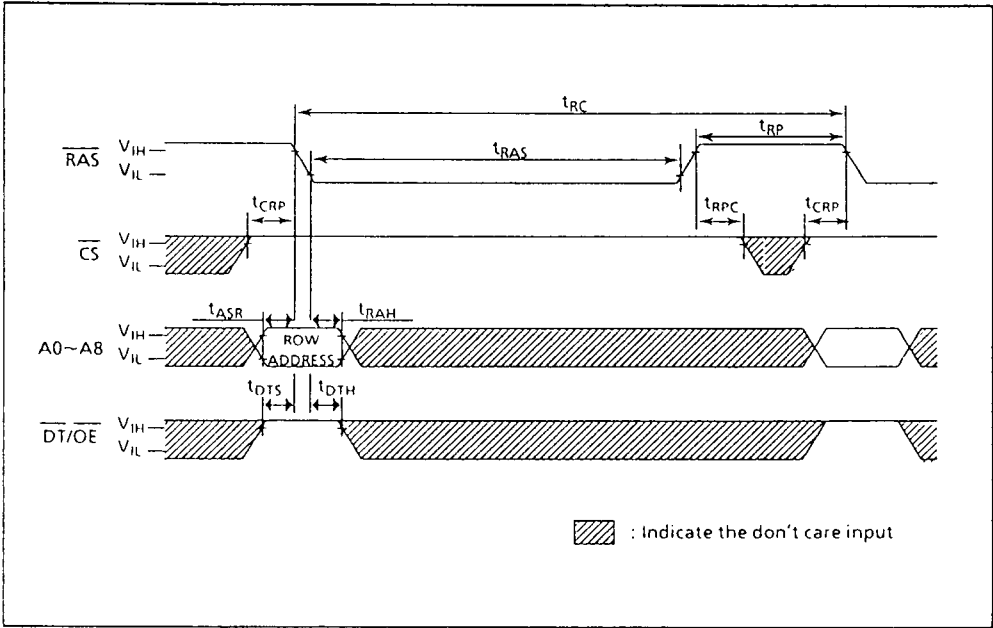 tRC
tRP
RAS VIH
VIL
tRAS
tCRP
tRPC
tCRP
CS VIH
VIL
tASR
tRAH
A0~A8 VIH
VIL
ROW
ADDRESS
tDTS
tDTH
DT/OE VIH
VIL
: Indicate the don't care input